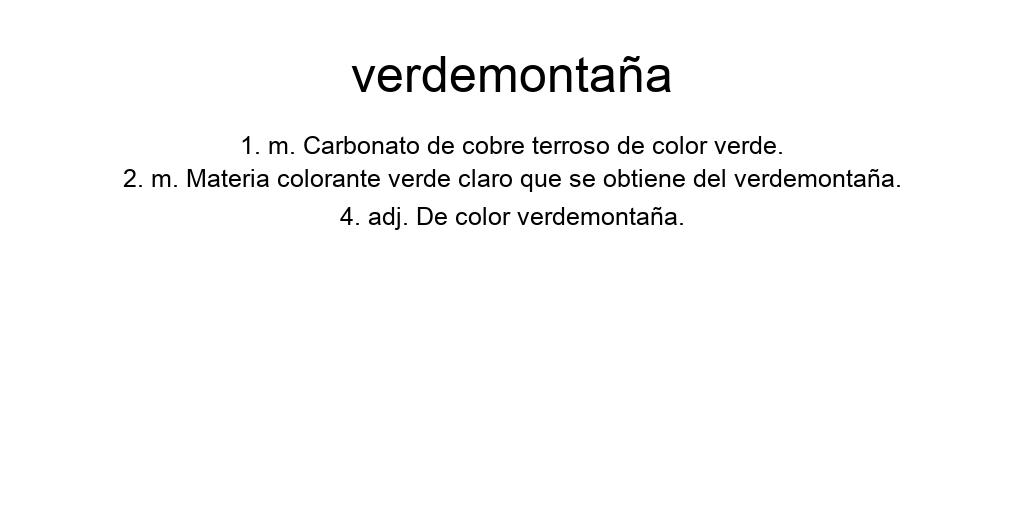 verdemontaña
1. m. Carbonato de cobre terroso de color verde.
2. m. Materia colorante verde claro que se obtiene del verdemontaña.
4. adj. De color verdemontaña.